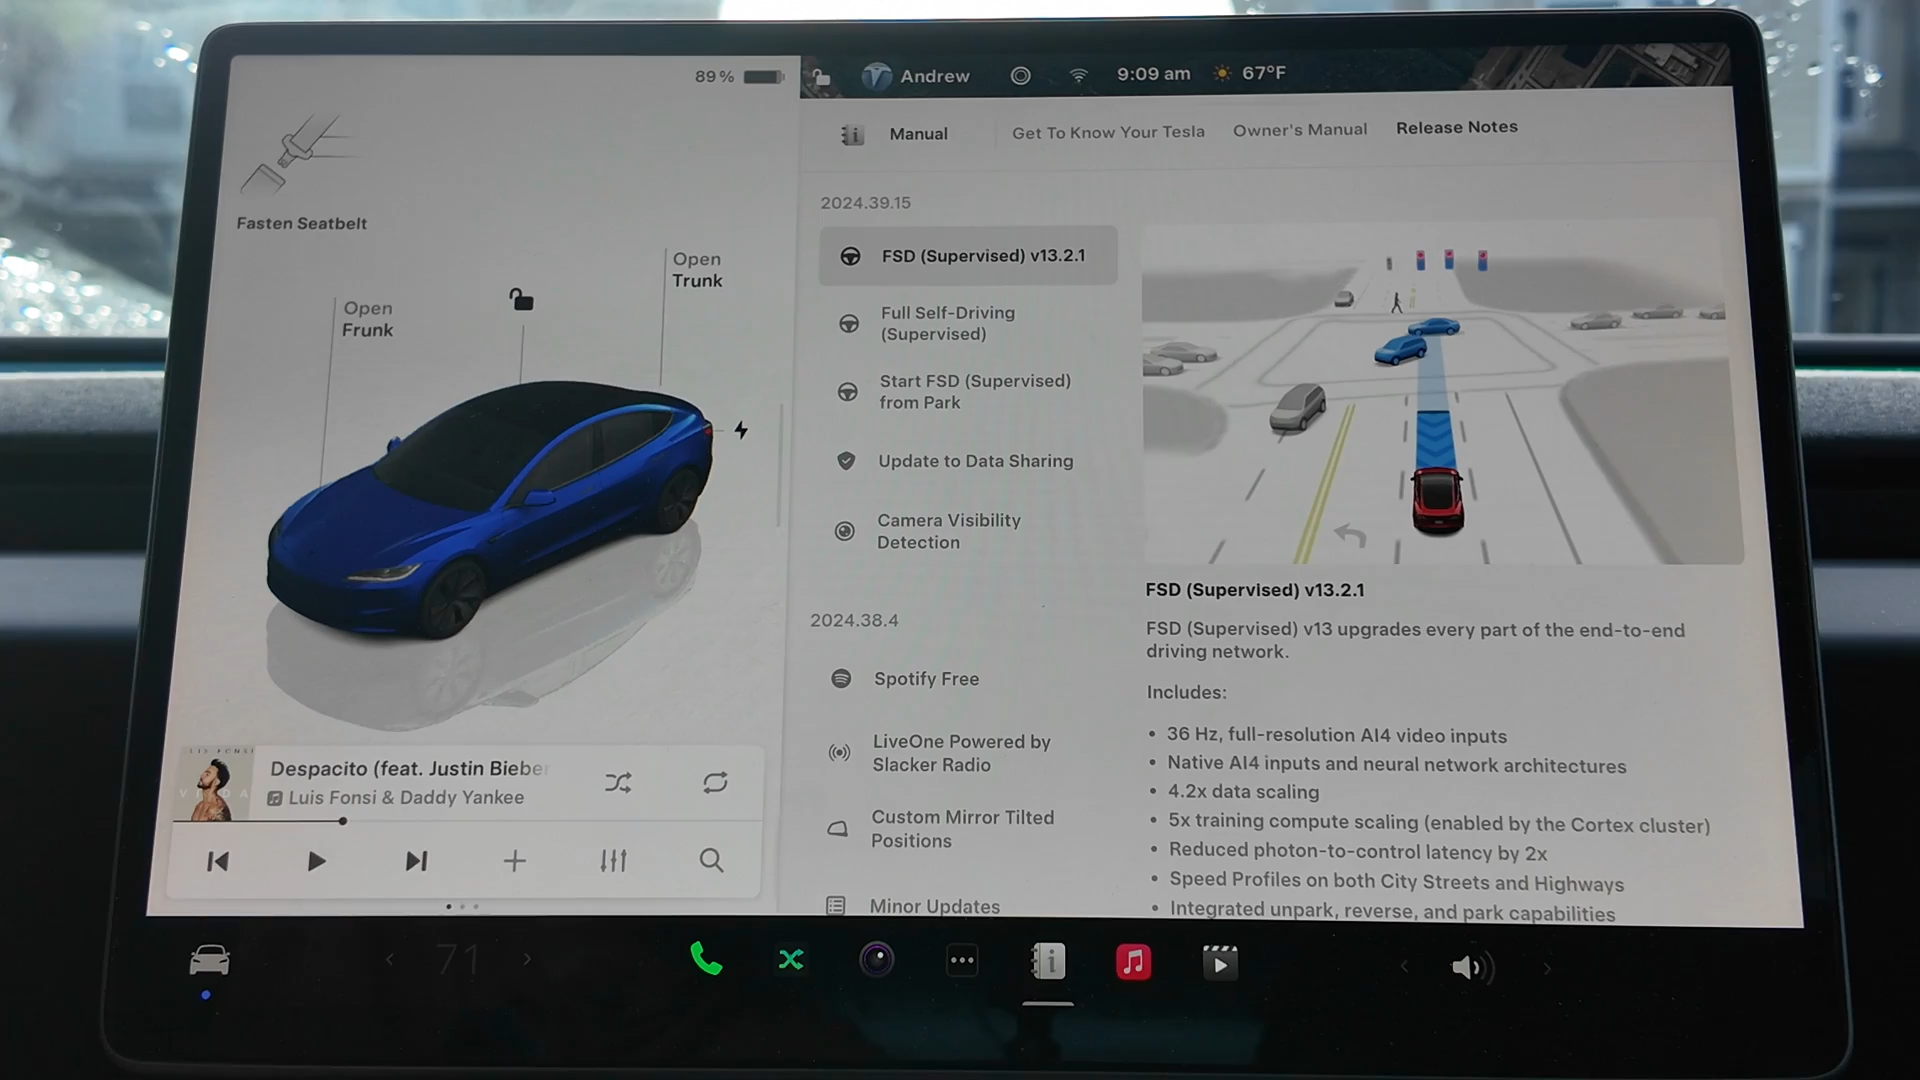 89 %
Andrew
9:09 am
67°F
Fasten Seatbelt
Open
Frunk
Open
Trunk
LUIS FONSI
VIDA
Despacito (feat. Justin Bieber
Luis Fonsi & Daddy Yankee
Manual
Get To Know Your Tesla
Owner's Manual
Release Notes
2024.39.15
FSD (Supervised) v13.2.1
Full Self-Driving
(Supervised)
Start FSD (Supervised)
from Park
Update to Data Sharing
Camera Visibility
Detection
2024.38.4
Spotify Free
LiveOne Powered by
Slacker Radio
Custom Mirror Tilted
Positions
Minor Updates
FSD (Supervised) v13.2.1
FSD (Supervised) v13 upgrades every part of the end-to-end
driving network.
Includes:
• 36 Hz, full-resolution AI4 video inputs
• Native AI4 inputs and neural network architectures
• 4.2x data scaling
• 5x training compute scaling (enabled by the Cortex cluster)
• Reduced photon-to-control latency by 2x
• Speed Profiles on both City Streets and Highways
• Integrated unpark, reverse, and park capabilities
71